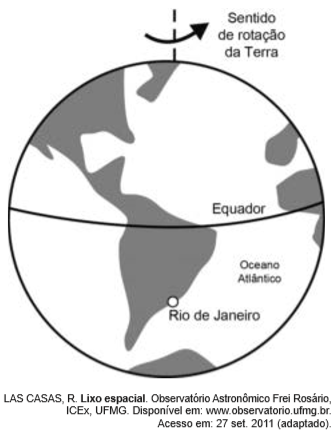 Sentido
de rotação
da Terra
Equador
Oceano
Atlântico
Rio de Janeiro
LAS CASAS, R. Lixo espacial. Observatório Astronômico Frei Rosário,
ICEx, UFMG. Disponível em: www.observatorio.ufmg.br.
Acesso em: 27 set. 2011 (adaptado).